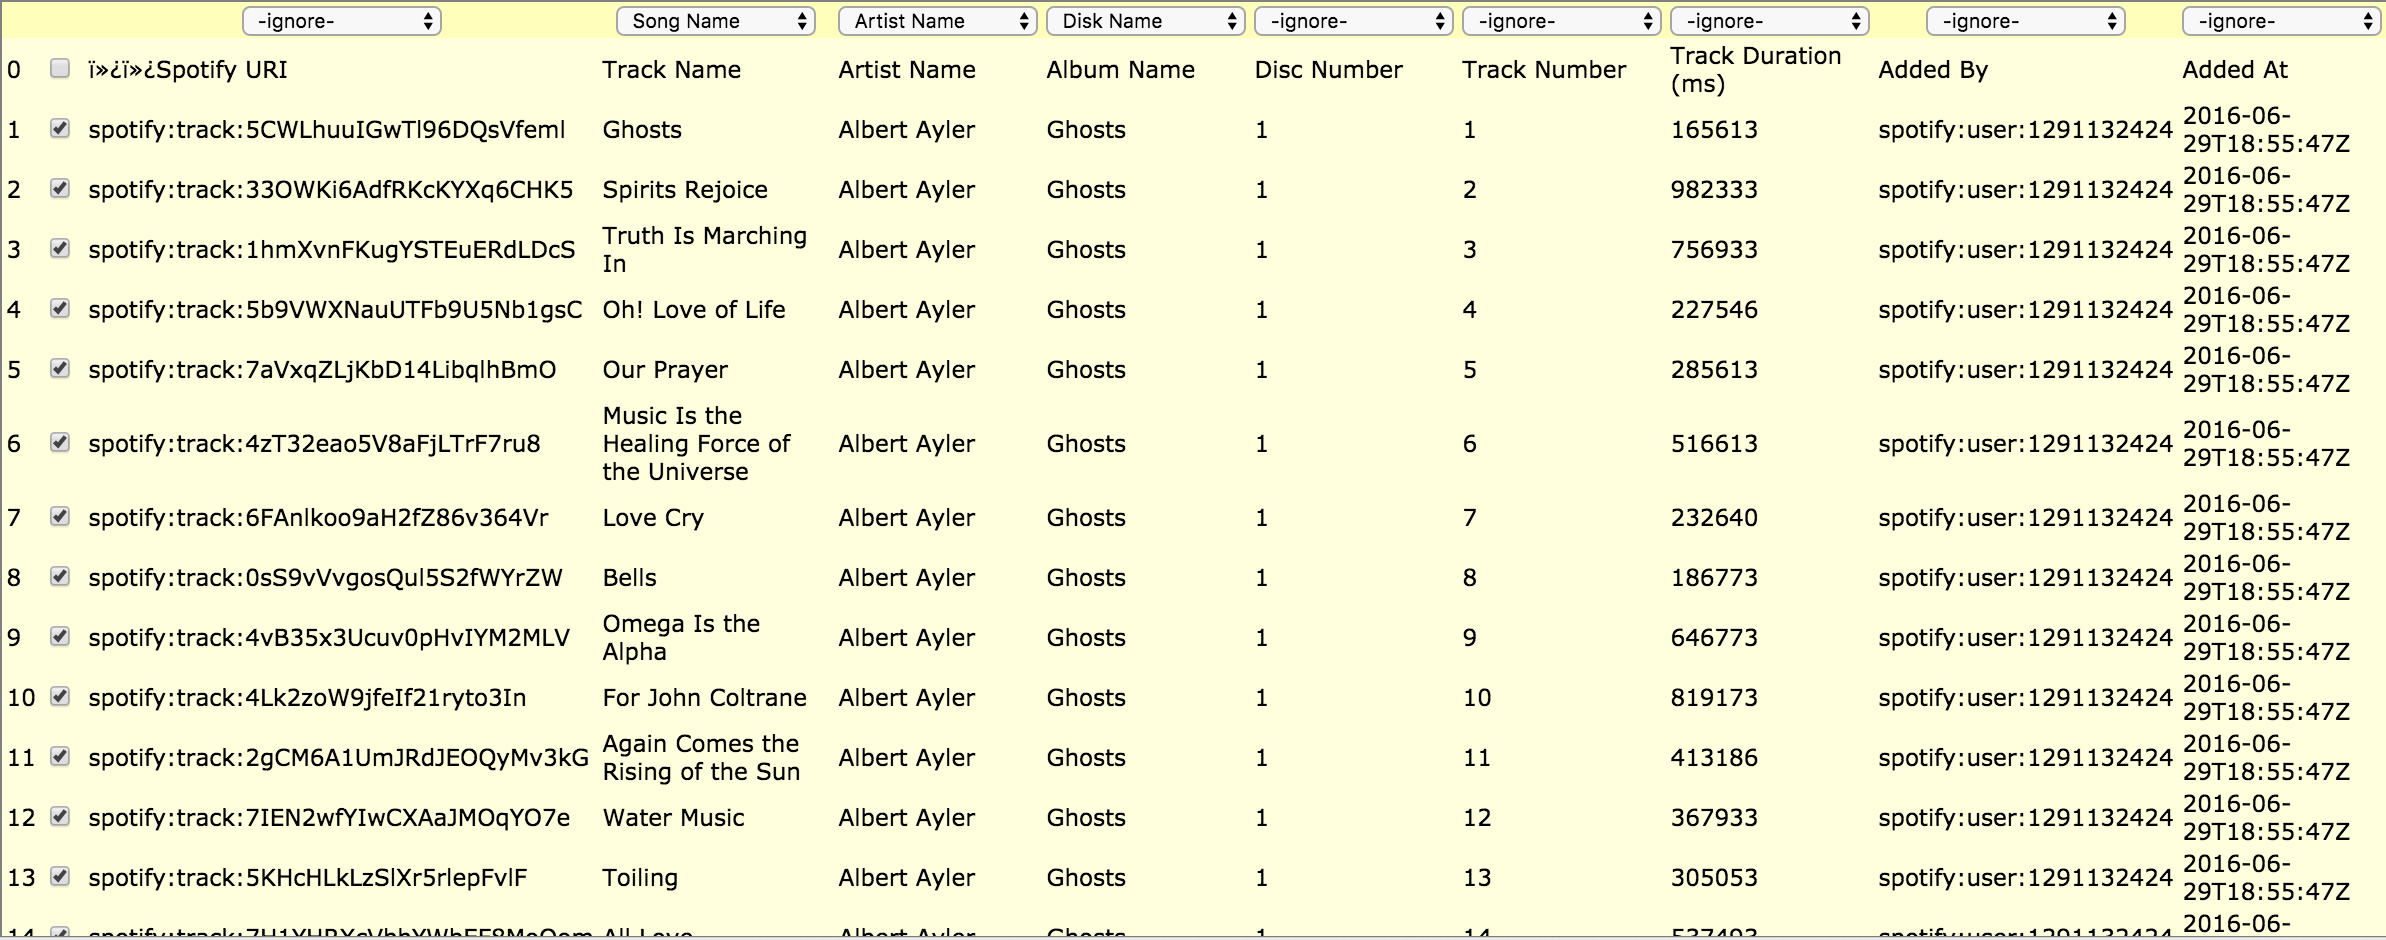 -ignore- Song Name Artist Name Disk Name -ignore- -ignore- -ignore- -ignore- -ignore-
0 ï»¿ï»¿Spotify URI Track Name Artist Name Album Name Disc Number Track Number Track Duration (ms) Added By Added At
1 spotify:track:5CWLhuuIGwTl96DQsVfeml Ghosts Albert Ayler Ghosts 1 1 165613 spotify:user:1291132424 2016-06-29T18:55:47Z
2 spotify:track:33OWKi6AdfRKcKYXq6CHK5 Spirits Rejoice Albert Ayler Ghosts 1 2 982333 spotify:user:1291132424 2016-06-29T18:55:47Z
3 spotify:track:1hmXvnFKugYSTEuERdLDcS Truth Is Marching In Albert Ayler Ghosts 1 3 756933 spotify:user:1291132424 2016-06-29T18:55:47Z
4 spotify:track:5b9VWXNauUTFb9U5Nb1gsC Oh! Love of Life Albert Ayler Ghosts 1 4 227546 spotify:user:1291132424 2016-06-29T18:55:47Z
5 spotify:track:7aVxqZLjKbD14LibqlhBmO Our Prayer Albert Ayler Ghosts 1 5 285613 spotify:user:1291132424 2016-06-29T18:55:47Z
6 spotify:track:4zT32eao5V8aFjLTrF7ru8 Music Is the Healing Force of the Universe Albert Ayler Ghosts 1 6 516613 spotify:user:1291132424 2016-06-29T18:55:47Z
7 spotify:track:6FAnlkoo9aH2fZ86v364Vr Love Cry Albert Ayler Ghosts 1 7 232640 spotify:user:1291132424 2016-06-29T18:55:47Z
8 spotify:track:0sS9vVvgosQul5S2fWYrZW Bells Albert Ayler Ghosts 1 8 186773 spotify:user:1291132424 2016-06-29T18:55:47Z
9 spotify:track:4vB35x3Ucuv0pHvIYM2MLV Omega Is the Alpha Albert Ayler Ghosts 1 9 646773 spotify:user:1291132424 2016-06-29T18:55:47Z
10 spotify:track:4Lk2zoW9jfeIf21ryto3In For John Coltrane Albert Ayler Ghosts 1 10 819173 spotify:user:1291132424 2016-06-29T18:55:47Z
11 spotify:track:2gCM6A1UmJRdJEOQyMv3kG Again Comes the Rising of the Sun Albert Ayler Ghosts 1 11 413186 spotify:user:1291132424 2016-06-29T18:55:47Z
12 spotify:track:7IEN2wfYIwCXAaJMOqYO7e Water Music Albert Ayler Ghosts 1 12 367933 spotify:user:1291132424 2016-06-29T18:55:47Z
13 spotify:track:5KHcHLkLzSlXr5rlepFvlF Toiling Albert Ayler Ghosts 1 13 305053 spotify:user:1291132424 2016-06-29T18:55:47Z
14 All Love Albert Ayler Ghosts 1 14 spotify:user:1291132424 2016-06-